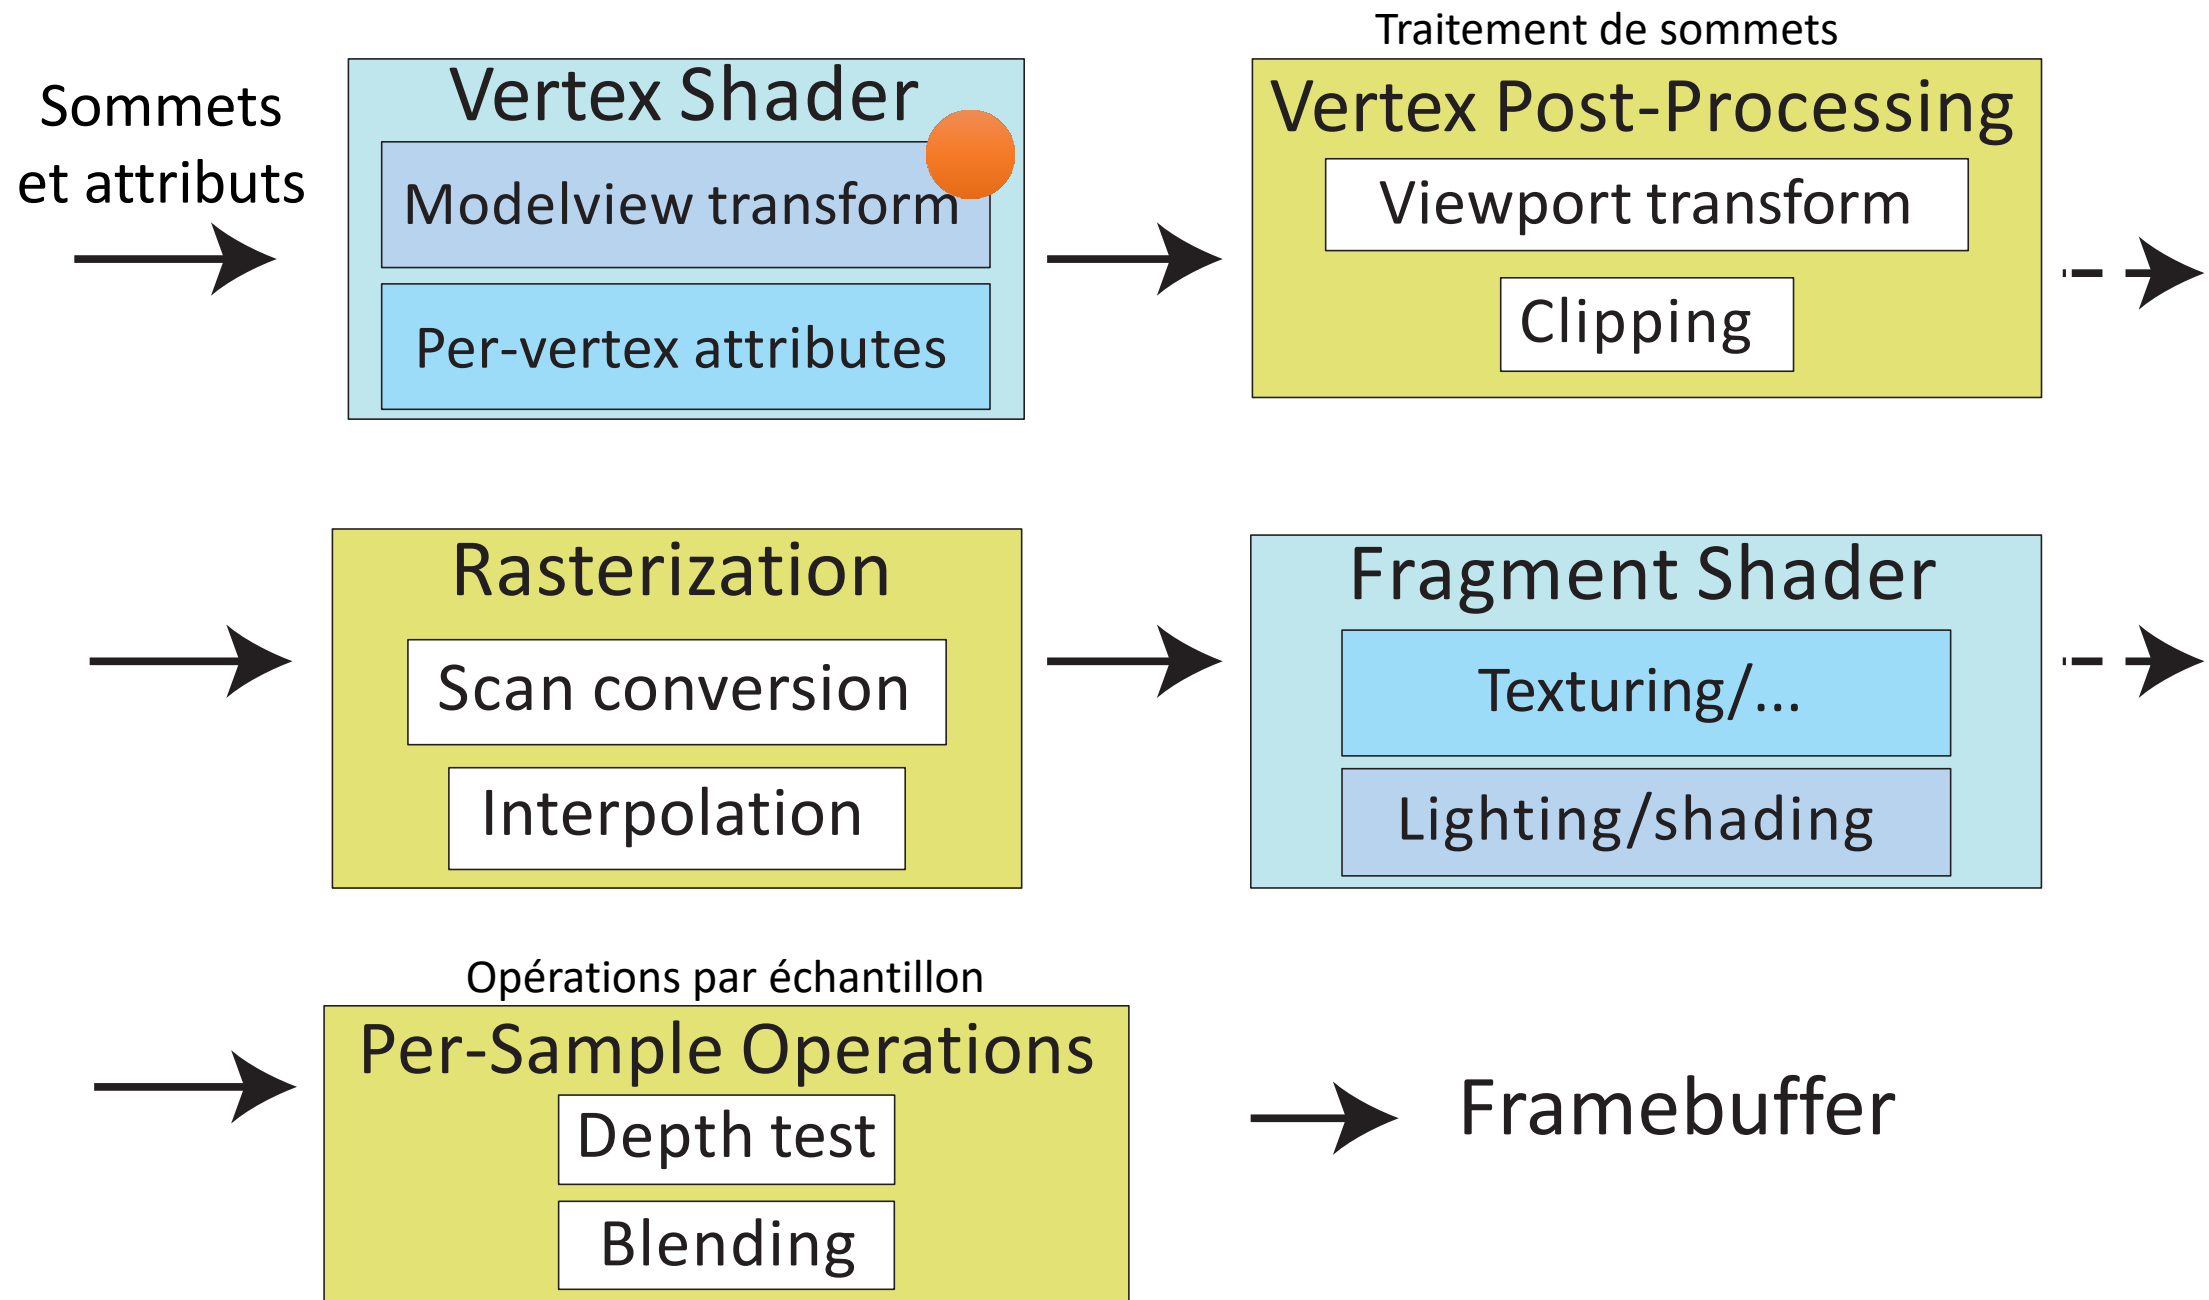 Sommets
et attributs
Vertex Shader
Modelview transform
Per-vertex attributes
Traitement de sommets
Vertex Post-Processing
Viewport transform
Clipping
Rasterization
Scan conversion
Interpolation
Fragment Shader
Texturing/...
Lighting/shading
Opérations par échantillon
Per-Sample Operations
Depth test
Blending
Framebuffer